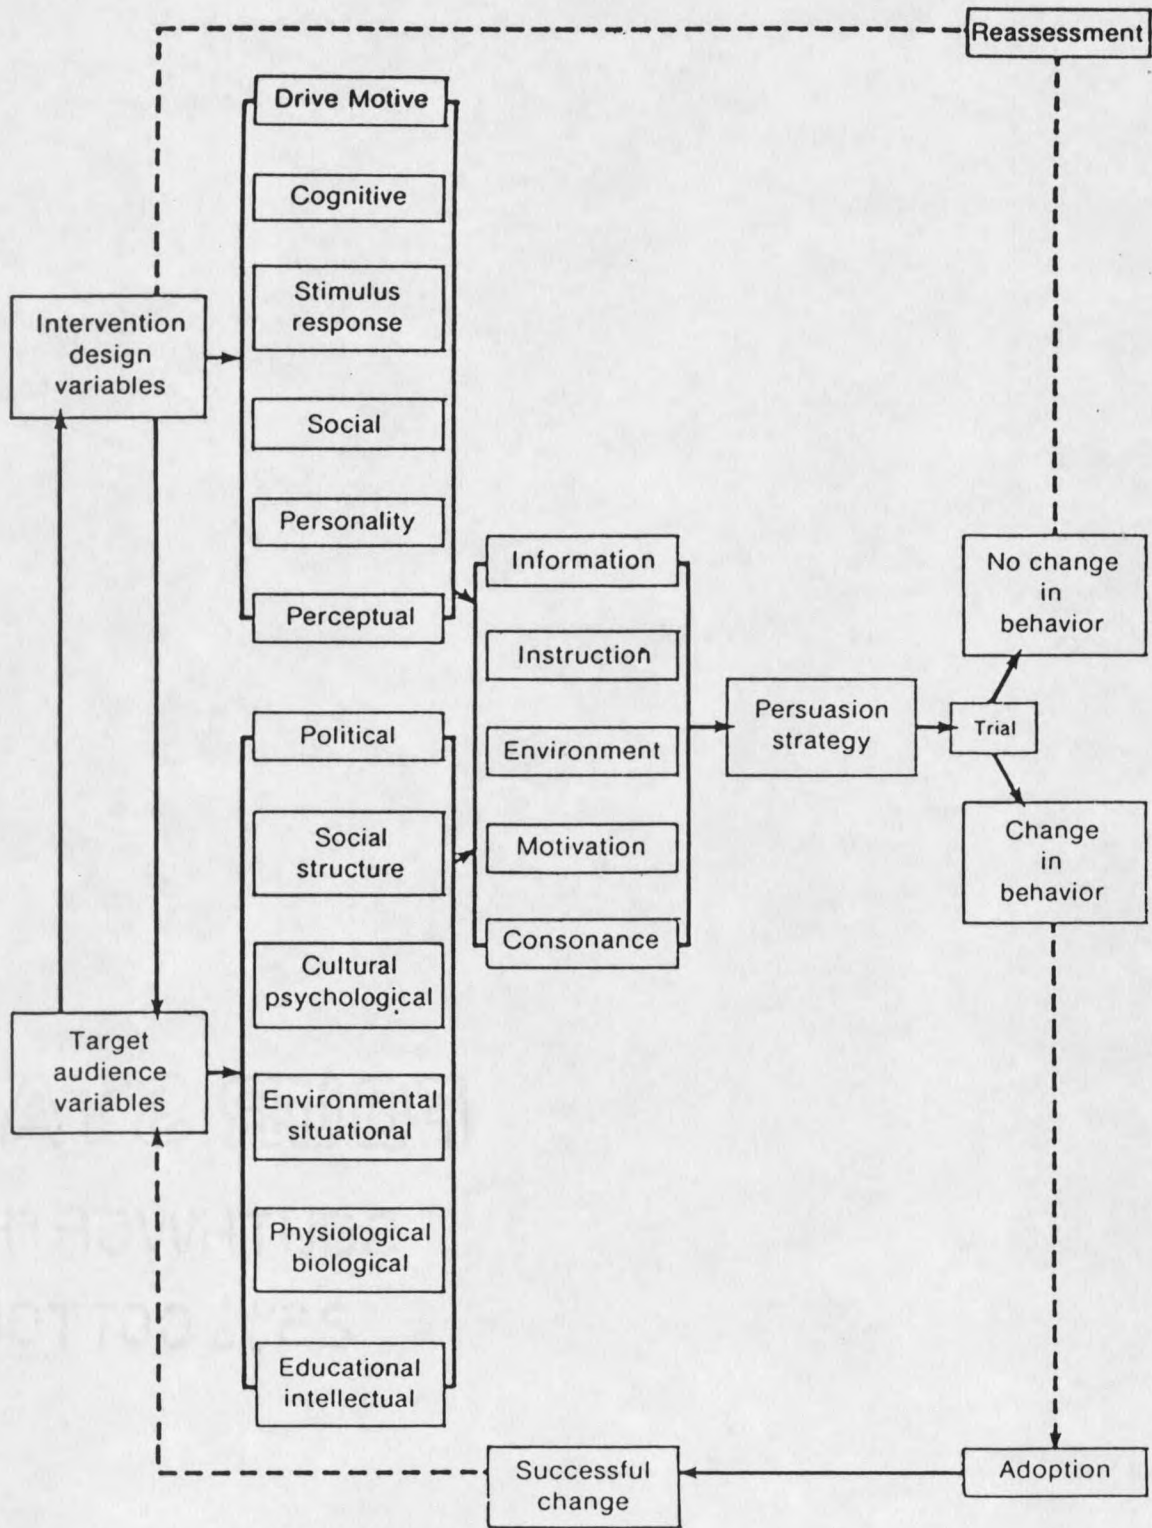 Reassessment
Drive Motive
Cognitive
Stimulus
response
Social
Personality
Perceptual
Intervention
design
variables
Target
audience
variables
Political
Social
structure
Cultural
psychological
Environmental
situational
Physiological
biological
Educational
intellectual
Information
Instruction
Environment
Motivation
Consonance
Persuasion
strategy
Trial
No change
in
behavior
Change
in
behavior
Adoption
Successful
change